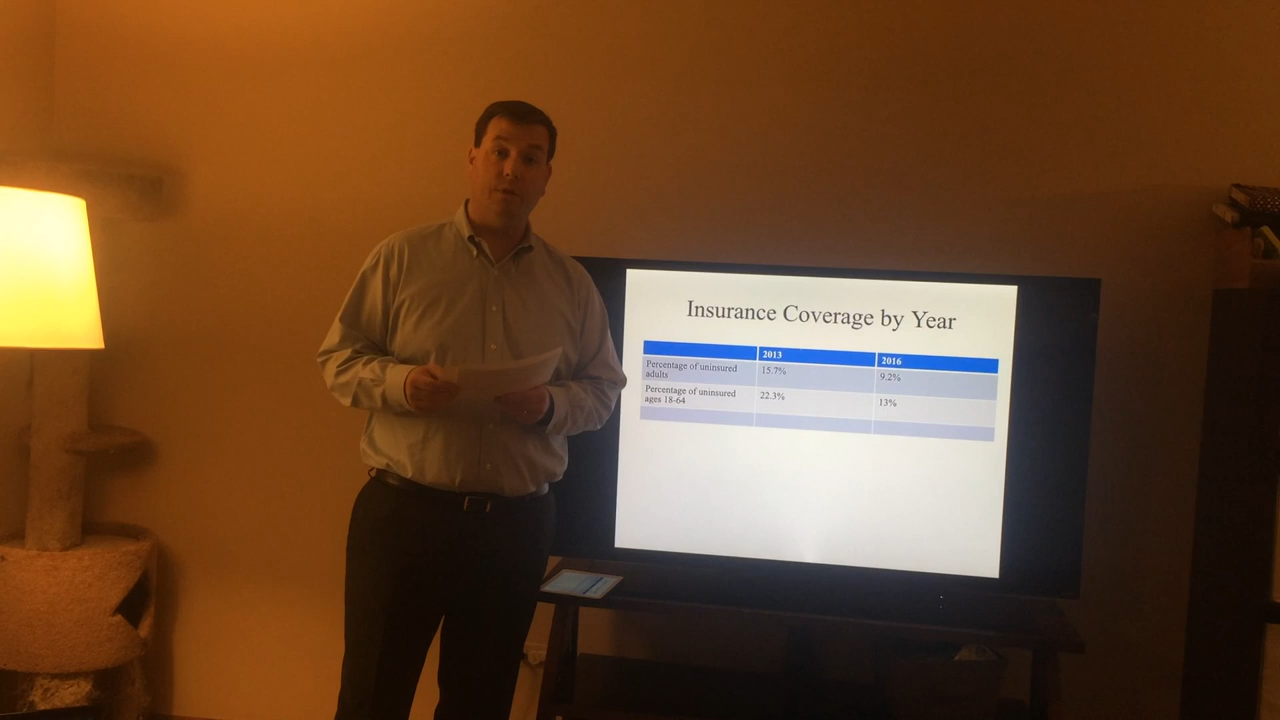 Insurance Coverage by Year
2013 2016
Percentage of uninsured adults 15.7% 9.2%
Percentage of uninsured ages 18-64 22.3% 13%